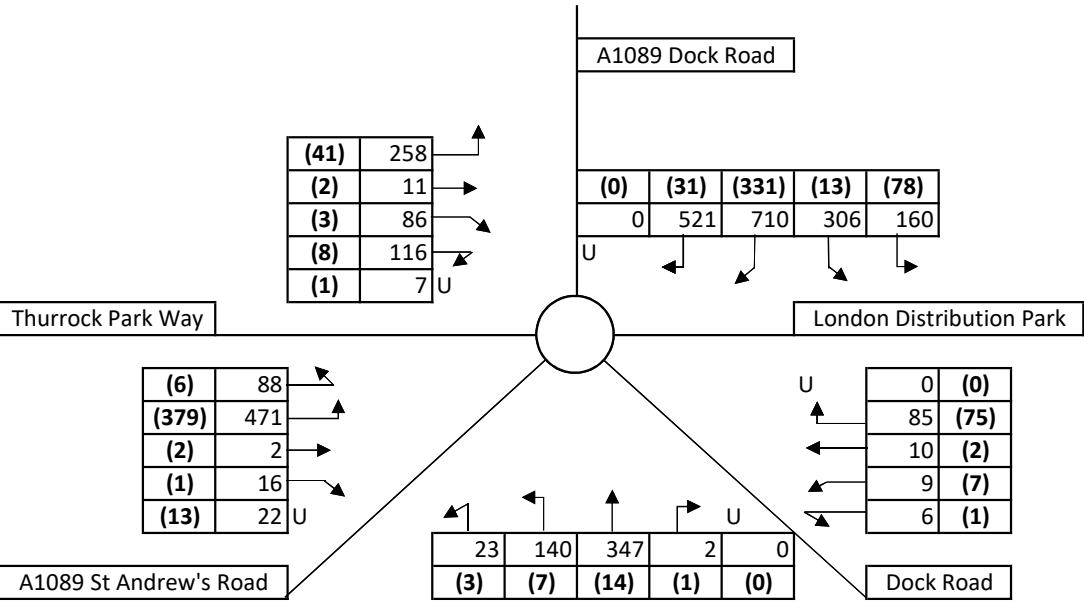 A1089 Dock Road
(41) 258
(2) 11
(3) 86
(8) 116
(1) 7 U
(0) (31) (331) (13) (78)
0 521 710 306 160
U
Thurrock Park Way
London Distribution Park
(6) 88
(379) 471
(2) 2
(1) 16
(13) 22 U
U 0 (0)
85 (75)
10 (2)
9 (7)
6 (1)
U
23 140 347 2 0
(3) (7) (14) (1) (0)
A1089 St Andrew's Road
Dock Road